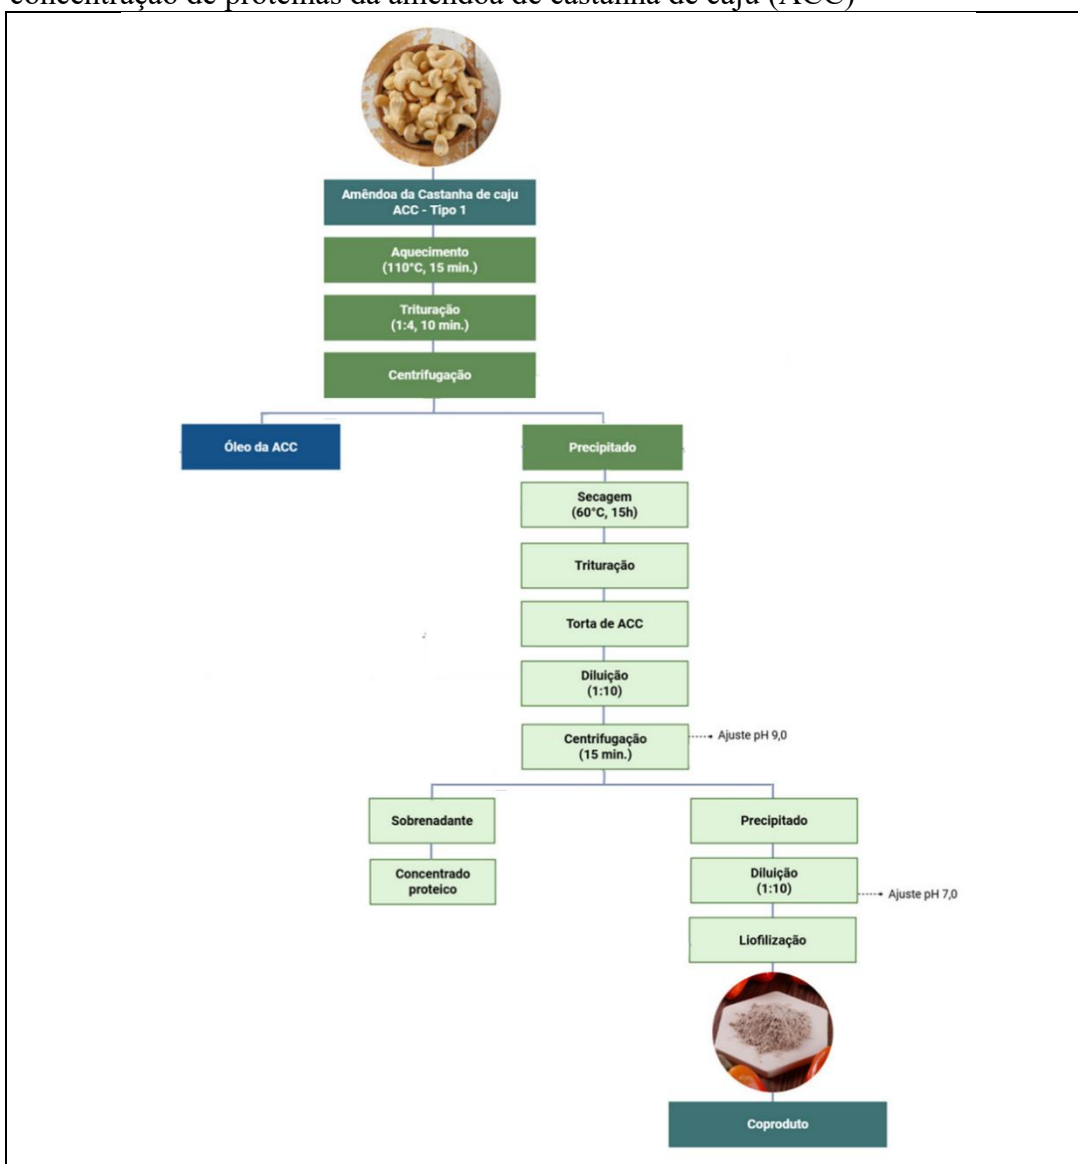 concentração de proteínas da amêndoa de castanha de caju (ACC)
Amêndoa da Castanha de caju
ACC - Tipo 1
Aquecimento
(110°C, 15 min.)
Trituração
(1:4, 10 min.)
Centrifugação
Óleo da ACC
Precipitado
Secagem
(60°C, 15h)
Trituração
Torta de ACC
Diluição
(1:10)
Centrifugação
(15 min.)
Ajuste pH 9,0
Sobrenadante
Precipitado
Concentrado
proteico
Diluição
(1:10)
Ajuste pH 7,0
Liofilização
Coproduto